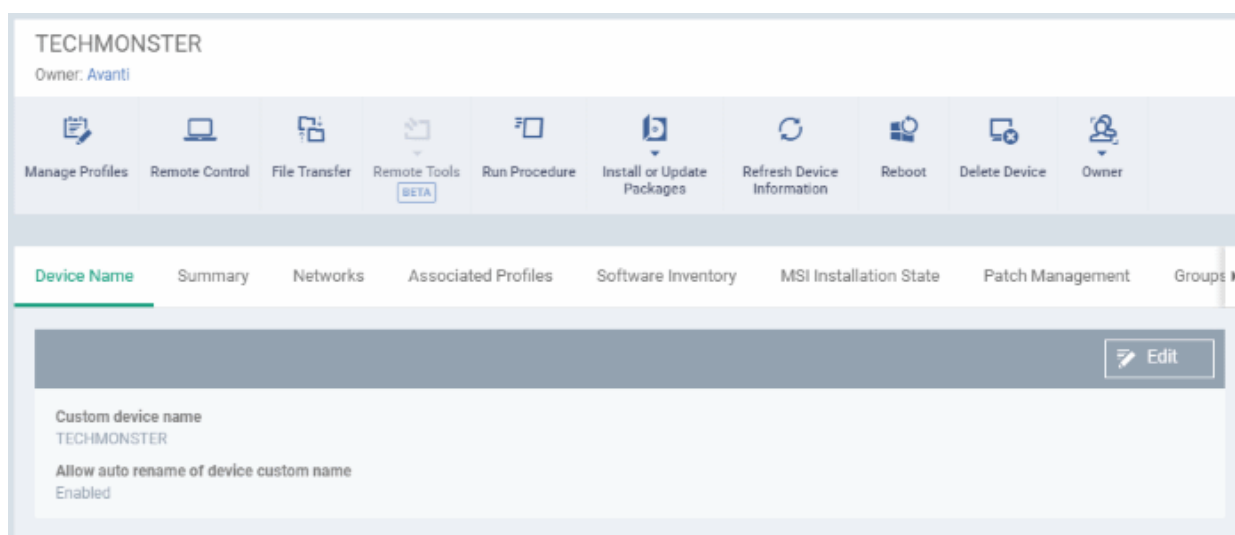 TECHMONSTER
Owner: Avanti
Manage Profiles
Remote Control
File Transfer
Remote Tools
BETA
Run Procedure
Install or Update
Packages
Refresh Device
Information
Reboot
Delete Device
Owner
Device Name
Summary
Networks
Associated Profiles
Software Inventory
MSI Installation State
Patch Management
Groups
Edit
Custom device name
TECHMONSTER
Allow auto rename of device custom name
Enabled